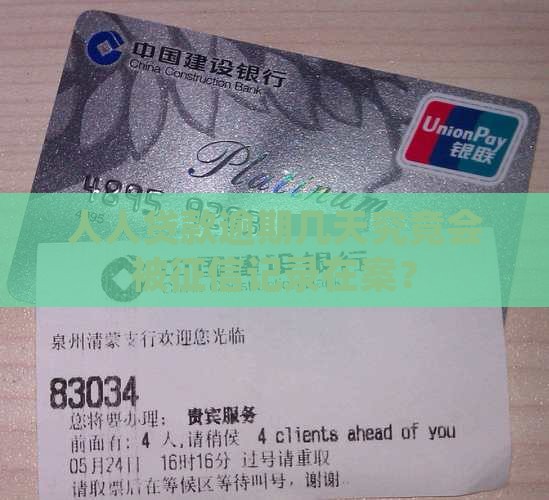 中国建设银行
China Construction Bank
UnionPay
银联
Platinum
4895
895
人人贷款逾期几天究竟会
被征信记录在案？
泉州清蒙支行欢迎您光临
83034
您将要办理： 贵宾服务
前面有: 4 人,请稍侯 4 clients ahead of you
05月24日 16时16分 过号请重取
请取票后在等候区等待叫号，谢谢